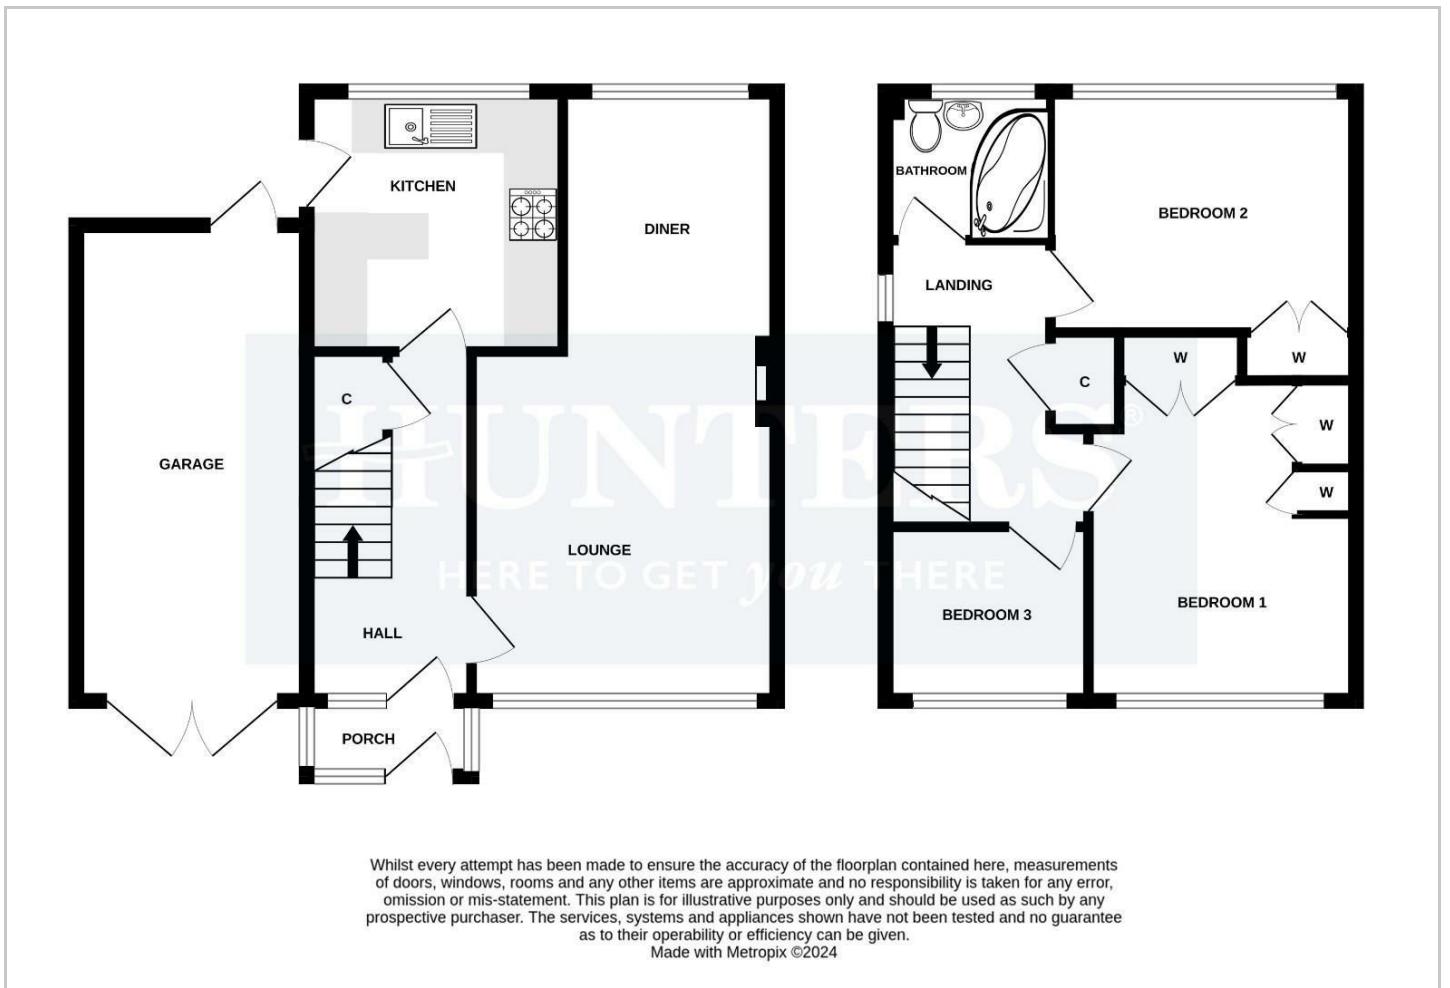 KITCHEN
DINER
C
GARAGE
LOUNGE
HALL
PORCH
BATHROOM
BEDROOM 2
LANDING
W
W
C
W
W
BEDROOM 1
BEDROOM 3
HUNTERS®
HERE TO GET you THERE
Whilst every attempt has been made to ensure the accuracy of the floorplan contained here, measurements
of doors, windows, rooms and any other items are approximate and no responsibility is taken for any error,
omission or mis-statement. This plan is for illustrative purposes only and should be used as such by any
prospective purchaser. The services, systems and appliances shown have not been tested and no guarantee
as to their operability or efficiency can be given.
Made with Metropix ©2024